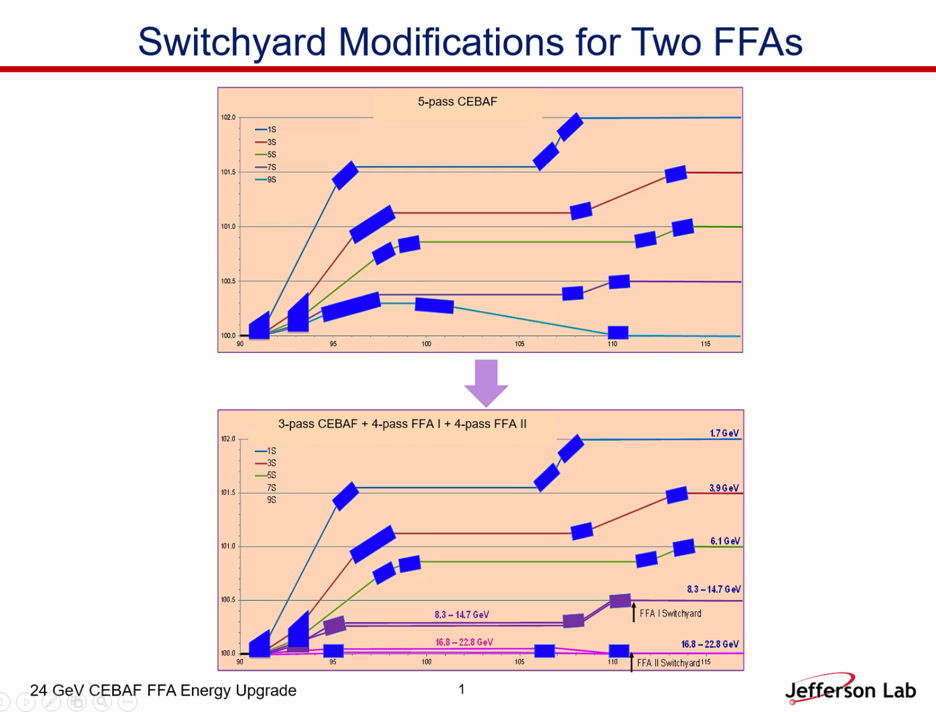 Switchyard Modifications for Two FFAs
5-pass CEBAF
102.0
1S
3S
5S
7S
9S
101.5
101.0
100.5
100.0
90
95
100
105
110
115
3-pass CEBAF + 4-pass FFA I + 4-pass FFA II
102.0
1.7 GeV
1S
3S
5S
7S
9S
101.5
3.9 GeV
101.0
6.1 GeV
8.3 – 14.7 GeV
100.5
8.3 – 14.7 GeV
FFA I Switchyard
16.8 – 22.8 GeV
16.8 – 22.8 GeV
100.0
90
95
100
105
110
FFA II Switchyard
115
24 GeV CEBAF FFA Energy Upgrade
1
Jefferson Lab